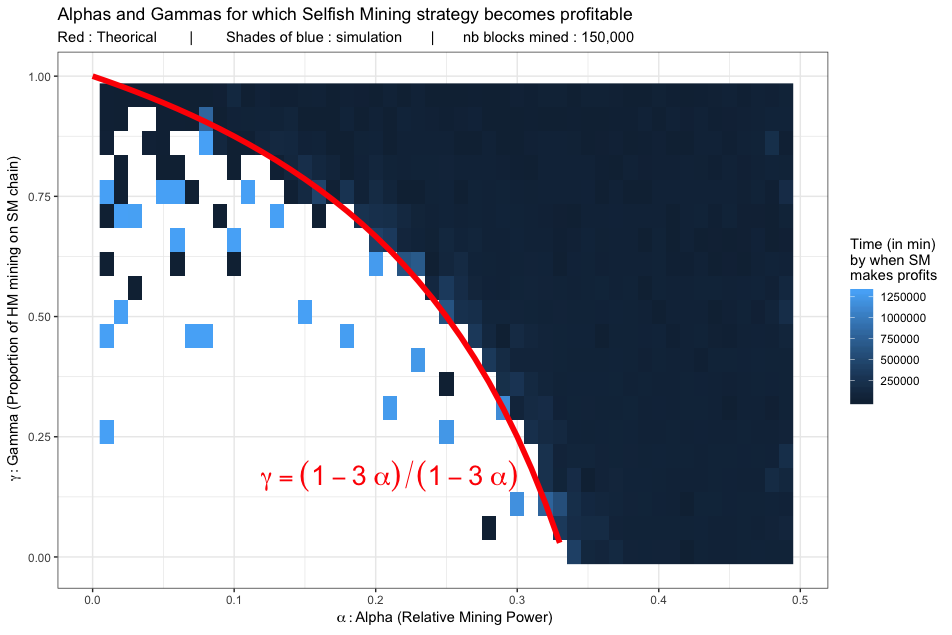 Alphas and Gammas for which Selfish Mining strategy becomes profitable
Red : Theorical | Shades of blue : simulation | nb blocks mined : 150,000
γ : Gamma (Proportion of HM mining on SM chain)
1.00
0.75
0.50
0.25
0.00
γ = (1 − 3 α)/(1 − 3 α)
0.0 0.1 0.2 0.3 0.4 0.5
α : Alpha (Relative Mining Power)
Time (in min)
by when SM
makes profits
1250000
1000000
750000
500000
250000